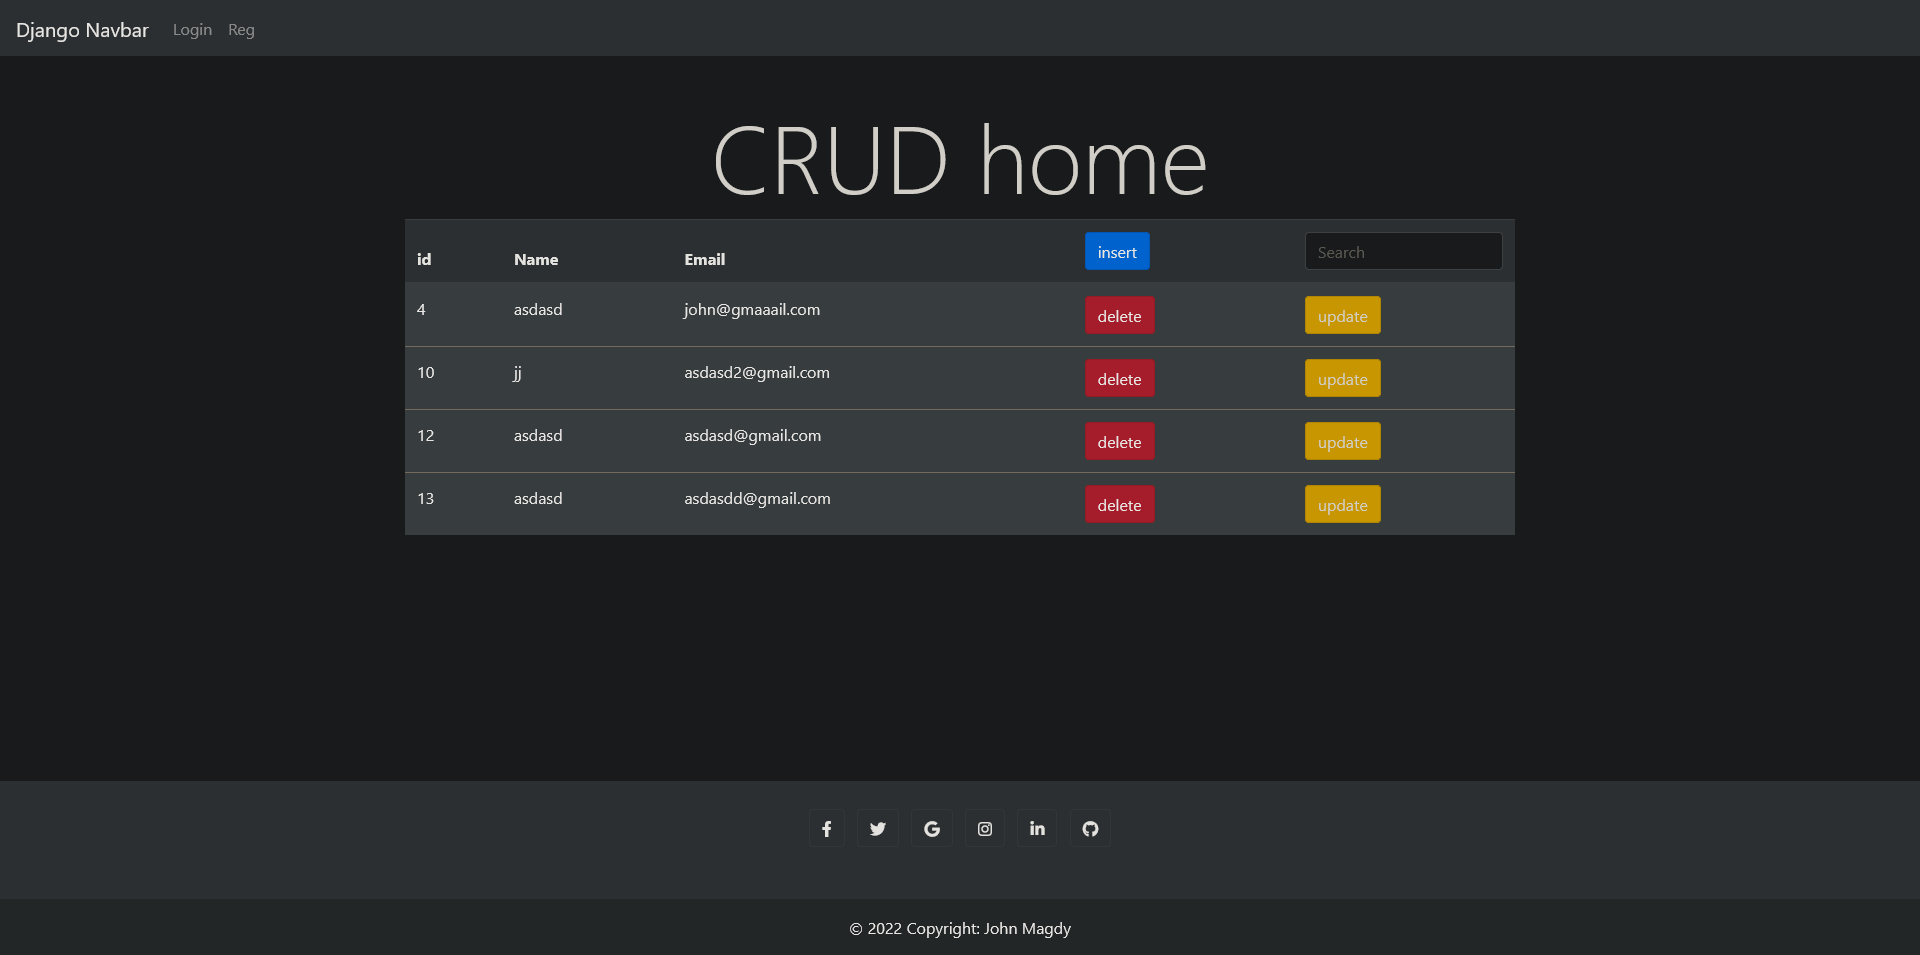 Django Navbar Login Reg
CRUD home
id Name Email insert Search
4 asdasd john@gmaaail.com delete update
10 jj asdasd2@gmail.com delete update
12 asdasd asdasd@gmail.com delete update
13 asdasd asdasdd@gmail.com delete update
© 2022 Copyright: John Magdy